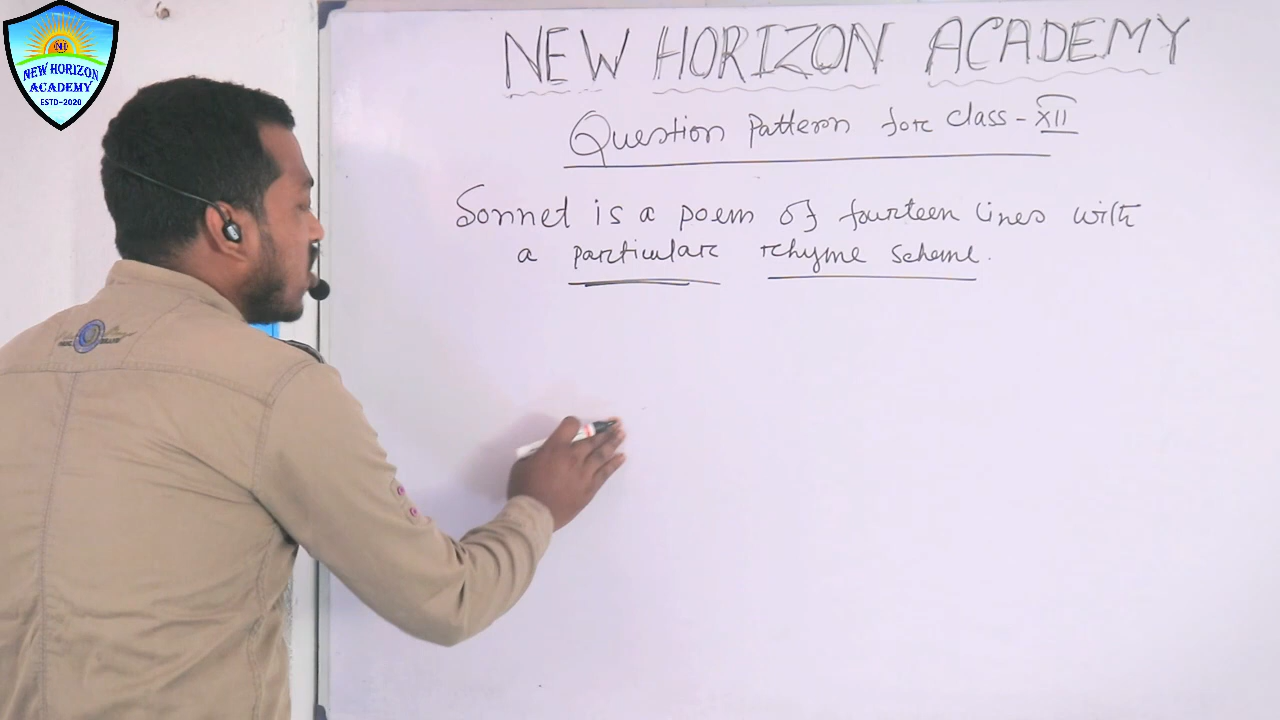 NEW HORIZON
ACADEMY
ESTD-2020
NEW HORIZON ACADEMY
Question Pattern for Class - XII
Sonnet is a poem of fourteen lines with
a particular rhyme scheme.